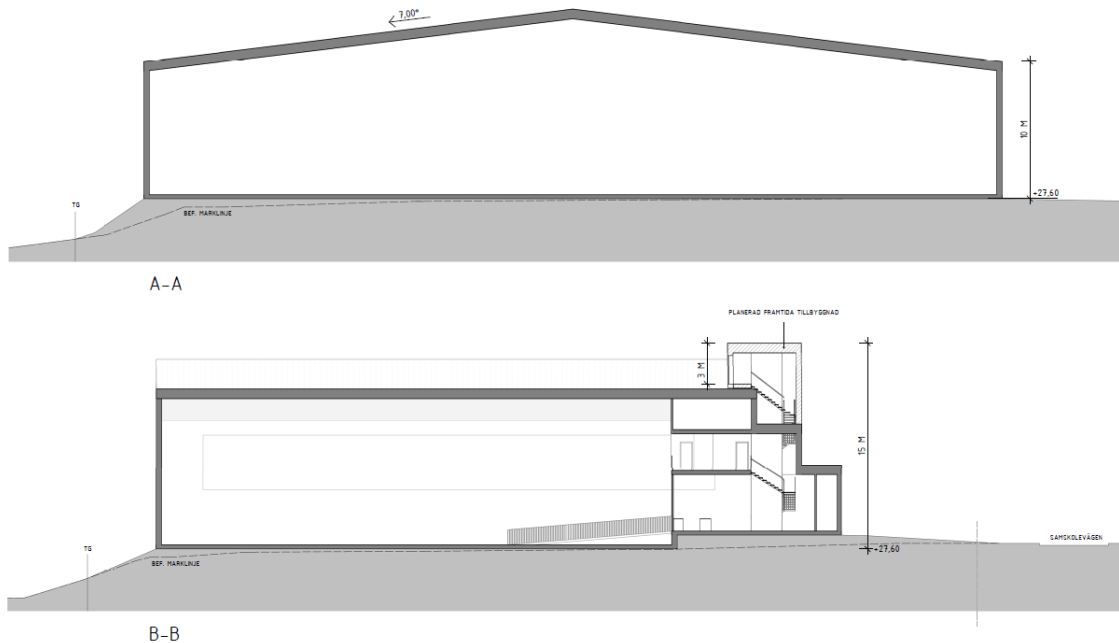 7,00°
10 M
+27,60
TG
BEF. MARKLINJE
A-A
PLANERAD FRAMTIDA TILLBYGGNAD
3 M
15 M
TG
+27,60
SAMSKOLEVÄGEN
BEF. MARKLINJE
B-B